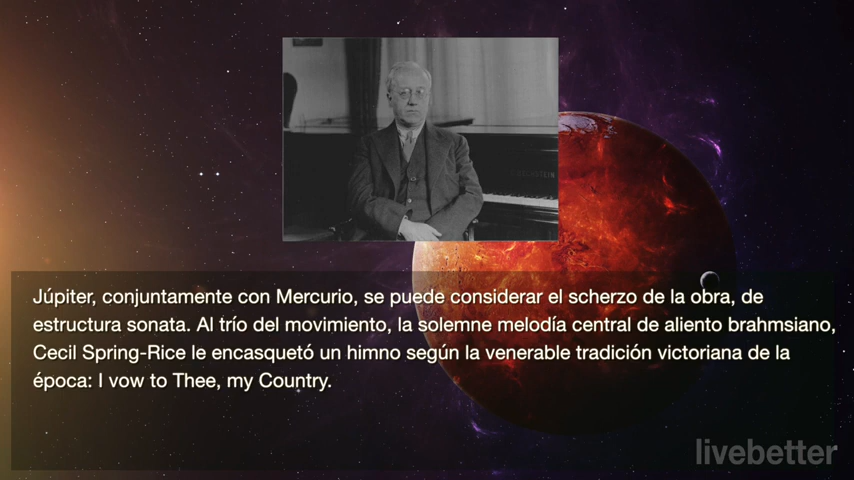 Júpiter, conjuntamente con Mercurio, se puede considerar el scherzo de la obra, de
estructura sonata. Al trío del movimiento, la solemne melodía central de aliento brahmsiano,
Cecil Spring-Rice le encasquetó un himno según la venerable tradición victoriana de la
época: I vow to Thee, my Country.
livebetter